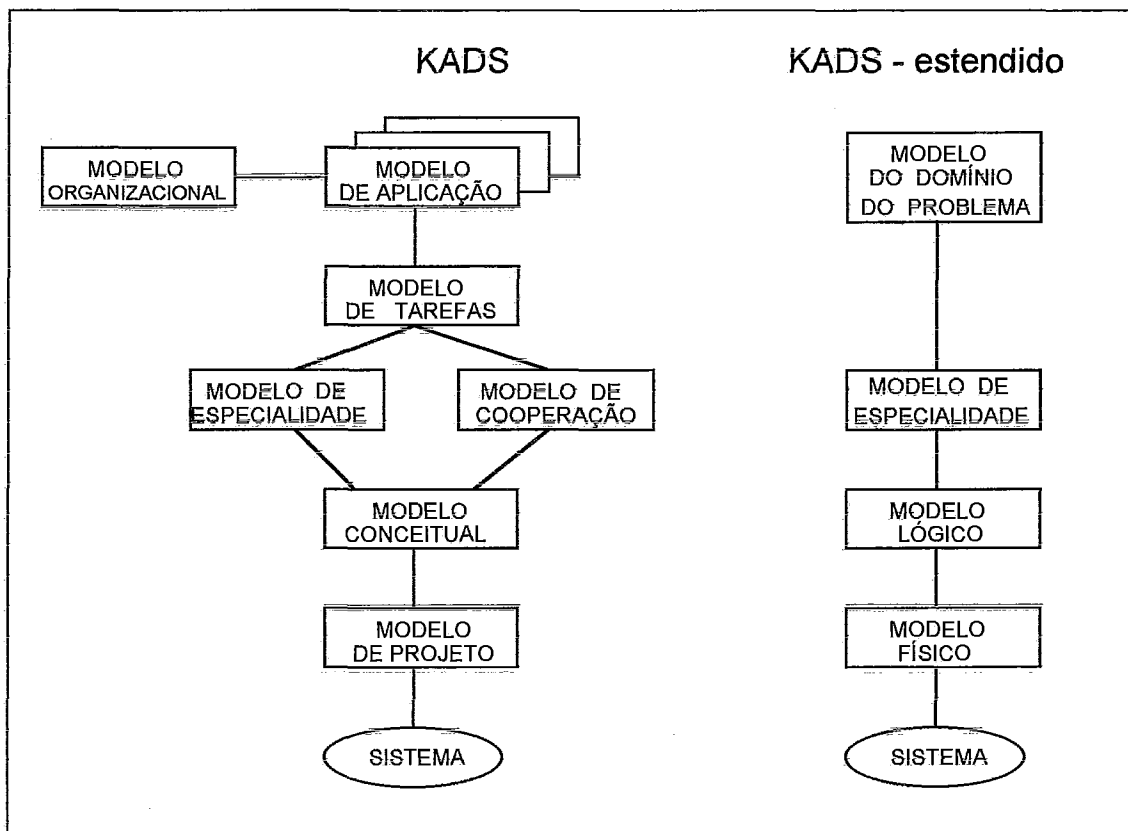 KADS
MODELO
ORGANIZACIONAL
MODELO
DE APLICAÇÃO
MODELO
DE TAREFAS
MODELO DE
ESPECIALIDADE
MODELO DE
COOPERAÇÃO
MODELO
CONCEITUAL
MODELO
DE PROJETO
SISTEMA
KADS - estendido
MODELO
DO DOMÍNIO
DO PROBLEMA
MODELO DE
ESPECIALIDADE
MODELO
LÓGICO
MODELO
FÍSICO
SISTEMA